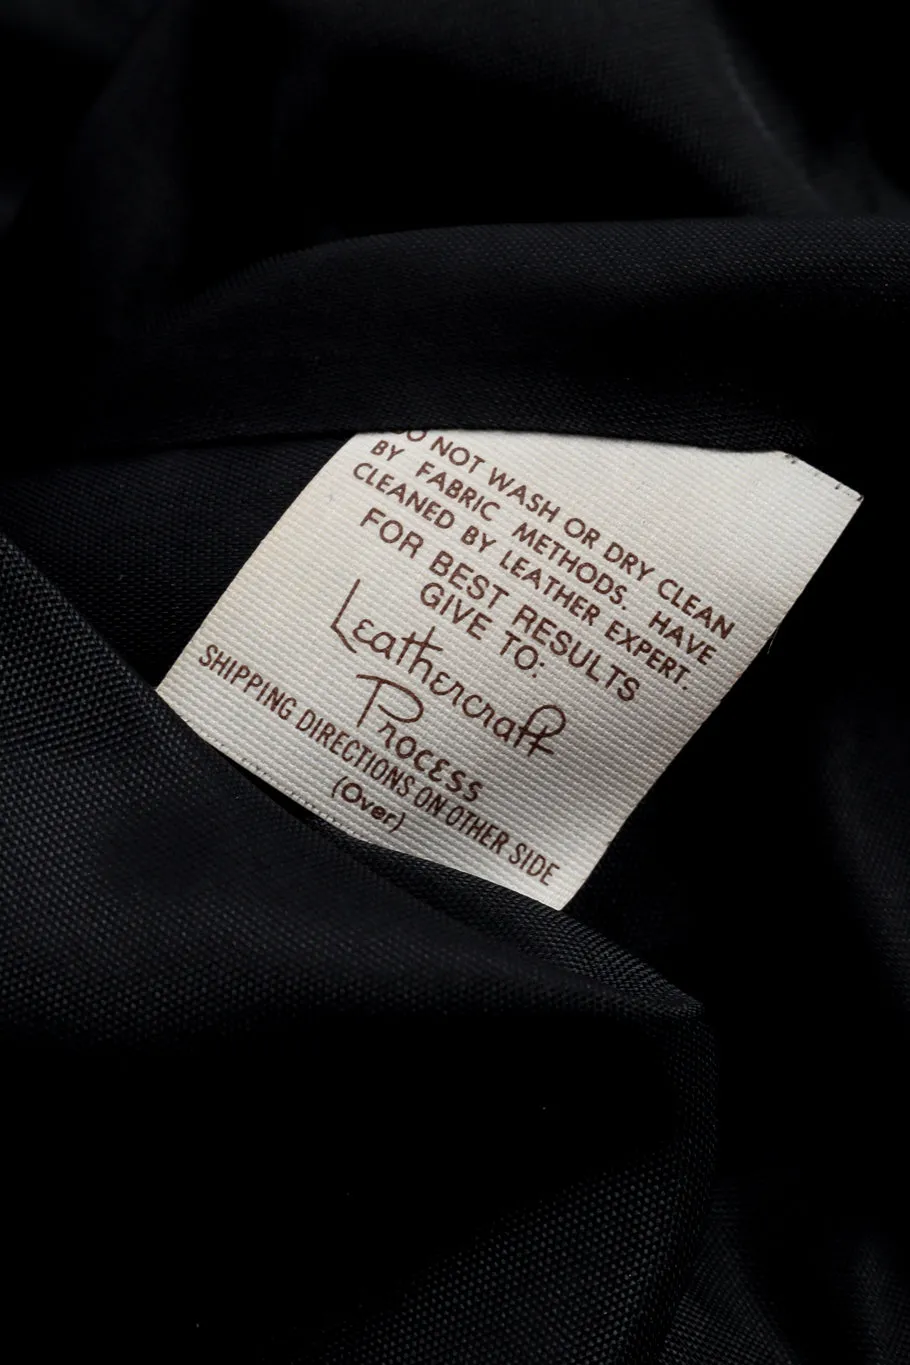 DO NOT WASH OR DRY CLEAN
BY FABRIC METHODS. HAVE
CLEANED BY LEATHER EXPERT.
FOR BEST RESULTS
GIVE TO:
Leathercraft
Process
SHIPPING DIRECTIONS ON OTHER SIDE
(Over)